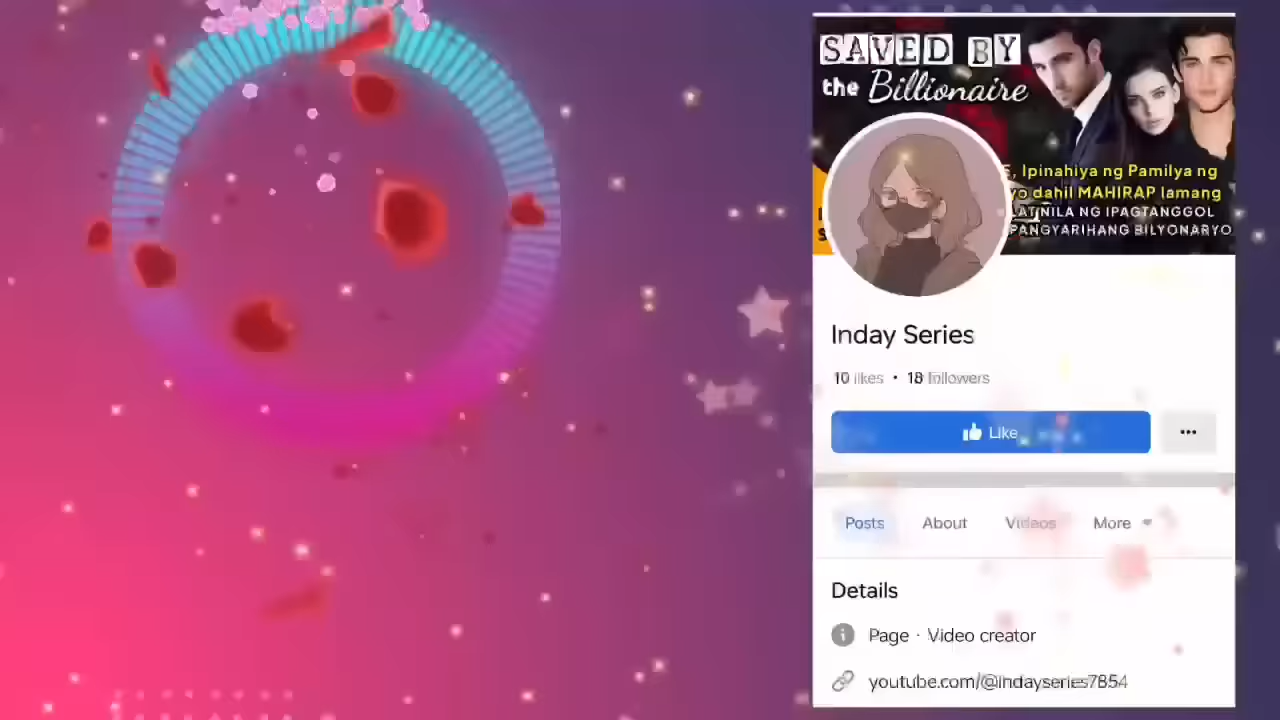 SAVED BY
the Billionaire
, Ipinahiya ng Pamilya ng
yo dahil MAHIRAP lamang
NILA NG IPAGTANGGOL
PANGYARIHANG BILYONARYO
Inday Series
10 likes • 18 followers
Like
Posts About Videos More
Details
Page · Video creator
youtube.com/@indayseries7854